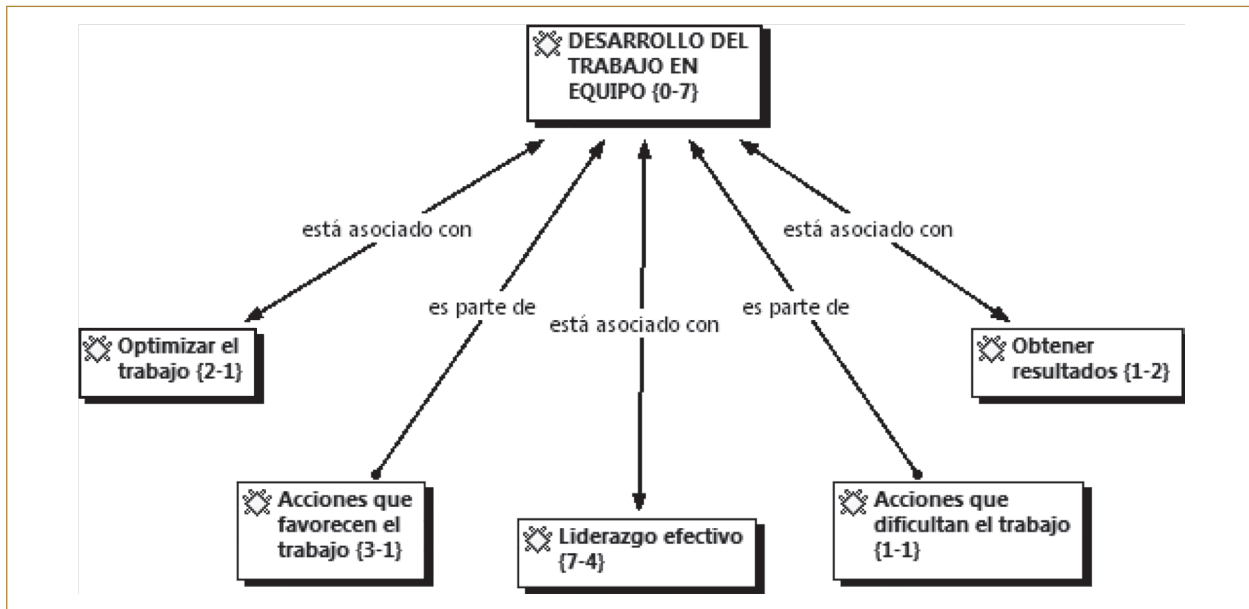 DESARROLLO DEL
TRABAJO EN
EQUIPO {0-7}
está asociado con
está asociado con
es parte de
es parte de
está asociado con
Optimizar el
trabajo {2-1}
Obtener
resultados {1-2}
Acciones que
favorecen el
trabajo {3-1}
Liderazgo efectivo
{7-4}
Acciones que
dificultan el trabajo
{1-1}